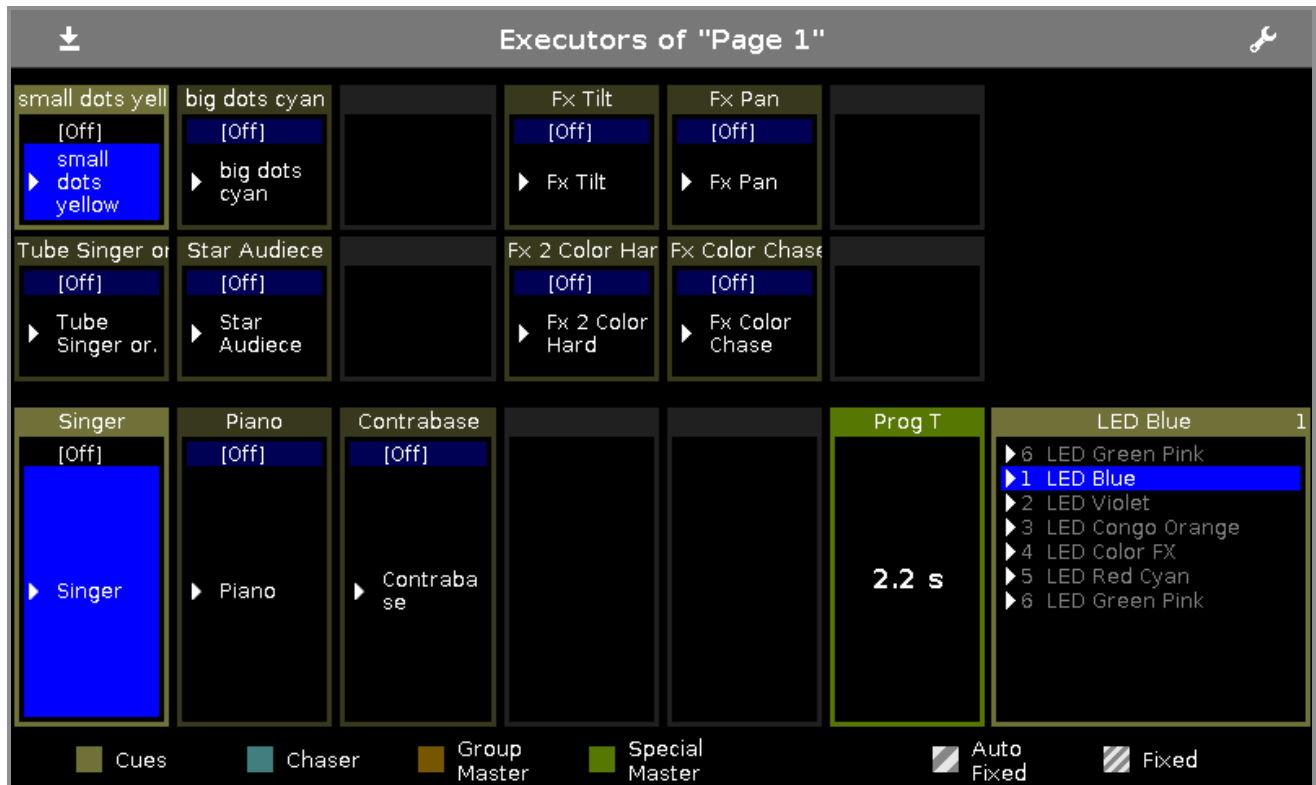 Executors of "Page 1"
small dots yell
[Off]
small
dots
yellow
big dots cyan
[Off]
big dots
cyan
Fx Tilt
[Off]
Fx Tilt
Fx Pan
[Off]
Fx Pan
Tube Singer or
[Off]
Tube
Singer or.
Star Audiece
[Off]
Star
Audiece
Fx 2 Color Har
[Off]
Fx 2 Color
Hard
Fx Color Chase
[Off]
Fx Color
Chase
Singer
[Off]
Singer
Piano
[Off]
Piano
Contrabase
[Off]
Contraba
se
Prog T
2.2 s
LED Blue 1
6 LED Green Pink
1 LED Blue
2 LED Violet
3 LED Congo Orange
4 LED Color FX
5 LED Red Cyan
6 LED Green Pink
Cues
Chaser
Group
Master
Special
Master
Auto
Fixed
Fixed